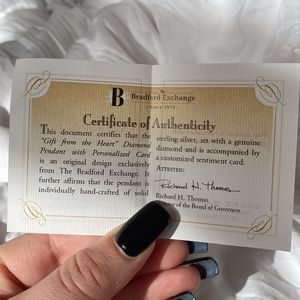 B
The
Bradford Exchange
- Since 1973 -
Certificate of Authenticity
This document certifies that the
"Gift from the Heart" Diamond
Pendant with Personalized Card
is an original design exclusively
from The Bradford Exchange. It
further affirms that the pendant is
individually hand-crafted of solid
sterling silver, set with a genuine
diamond and is accompanied by
a customized sentiment card.
Attested:
Richard H. Thomas
Richard H. Thomas
of the Board of Governors